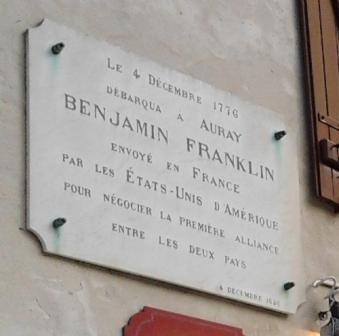 Le 4 Décembre 1776
débarqua a Auray
BENJAMIN FRANKLIN
envoyé en France
par les États-Unis d'Amérique
pour négocier la première alliance
entre les deux pays
4 Décembre